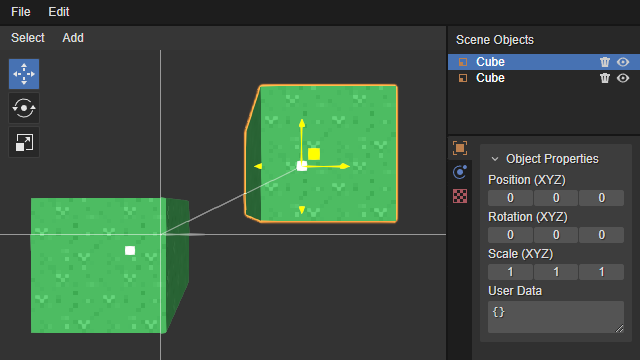 File Edit
Select Add
Scene Objects
Cube
Cube
Object Properties
Position (XYZ)
0 0 0
Rotation (XYZ)
0 0 0
Scale (XYZ)
1 1 1
User Data
{}